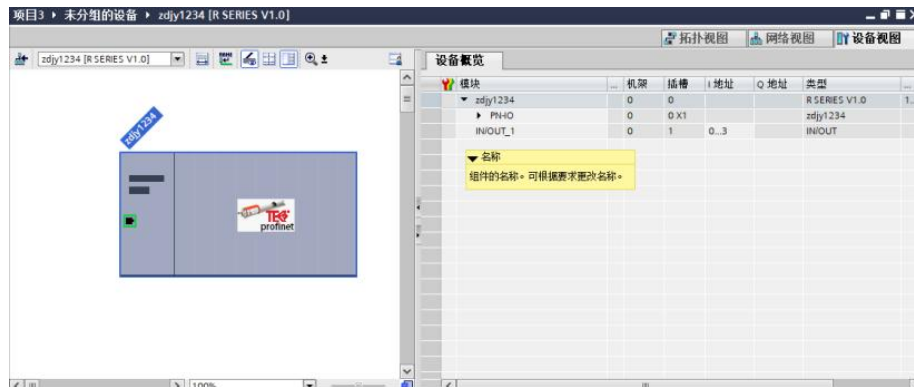 项目3 ▸ 未分组的设备 ▸ zdjy1234 [R SERIES V1.0]
拓扑视图 网络视图 设备视图
zdjy1234 [R SERIES V1.0]
设备概览
模块 ... 机架 插槽 I 地址 Q 地址 类型 ...
zdjy1234 0 0 R SERIES V1.0 1.
PN-IO 0 0 X1 zdjy1234
IN/OUT_1 0 1 0...3 IN/OUT
名称
组件的名称。可根据要求更改名称。
zdjy1234
TEC
profinet
100%